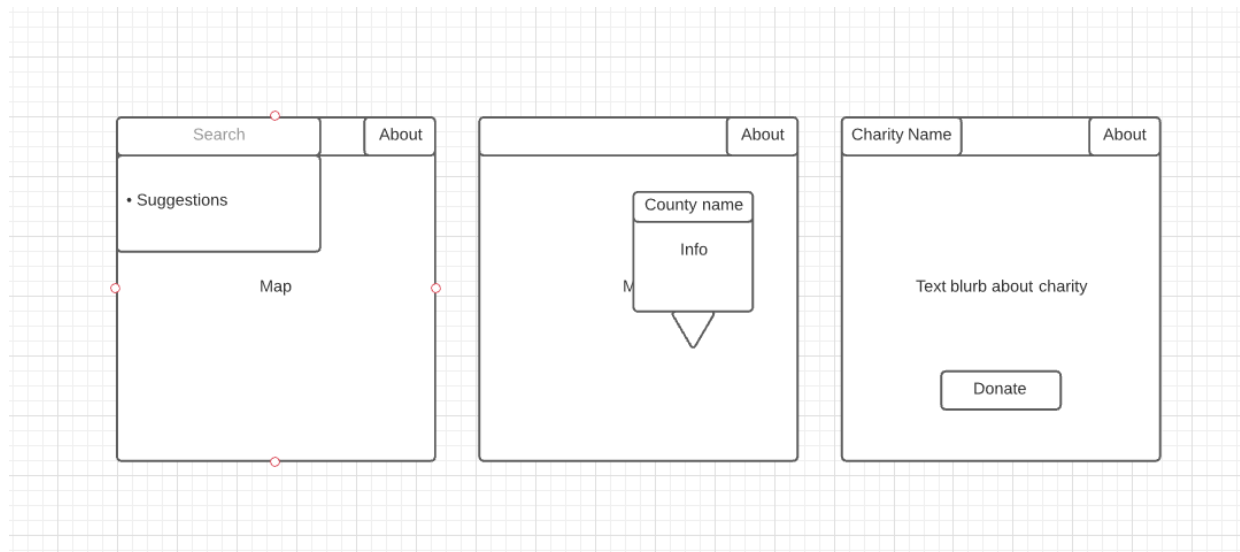 Search
About
• Suggestions
Map
About
County name
Info
M
Charity Name
About
Text blurb about charity
Donate